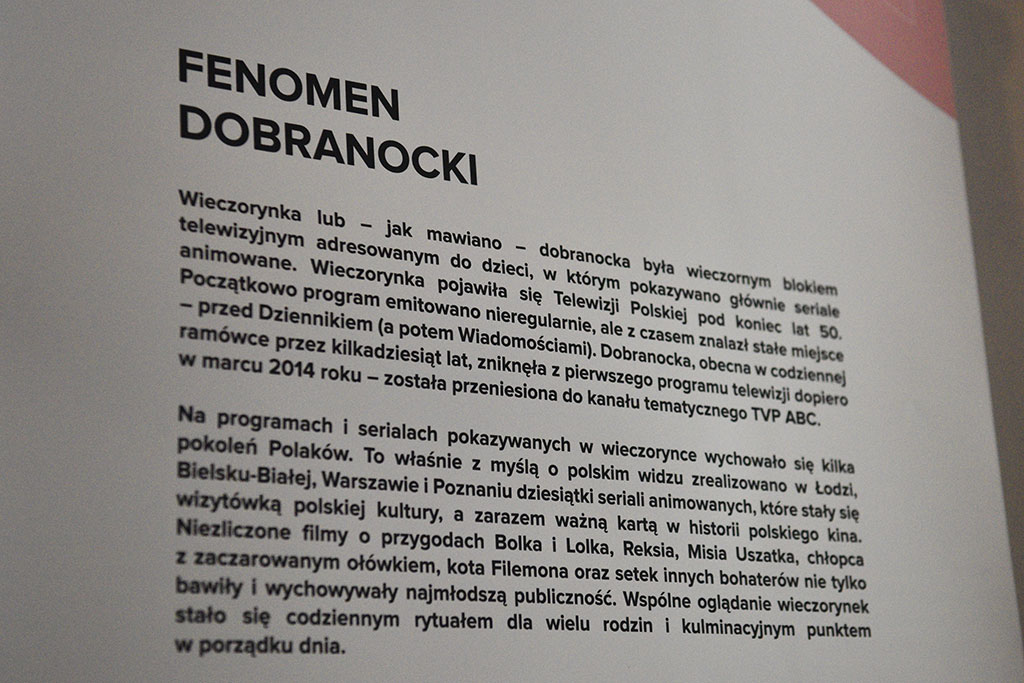 FENOMEN
DOBRANOCKI
Wieczorynka lub – jak mawiano – dobranocka była wieczornym blokiem
telewizyjnym adresowanym do dzieci, w którym pokazywano głównie seriale
animowane. Wieczorynka pojawiła się Telewizji Polskiej pod koniec lat 50.
Początkowo program emitowano nieregularnie, ale z czasem znalazł stałe miejsce
– przed Dziennikiem (a potem Wiadomościami). Dobranocka, obecna w codziennej
ramówce przez kilkadziesiąt lat, zniknęła z pierwszego programu telewizji dopiero
w marcu 2014 roku – została przeniesiona do kanału tematycznego TVP ABC.
Na programach i serialach pokazywanych w wieczorynce wychowało się kilka
pokoleń Polaków. To właśnie z myślą o polskim widzu zrealizowano w Łodzi,
Bielsku-Białej, Warszawie i Poznaniu dziesiątki seriali animowanych, które stały się
wizytówką polskiej kultury, a zarazem ważną kartą w historii polskiego kina.
Niezliczone filmy o przygodach Bolka i Lolka, Reksia, Misia Uszatka, chłopca
z zaczarowanym ołówkiem, kota Filemona oraz setek innych bohaterów nie tylko
bawiły i wychowywały najmłodszą publiczność. Wspólne oglądanie wieczorynek
stało się codziennym rytuałem dla wielu rodzin i kulminacyjnym punktem
w porządku dnia.